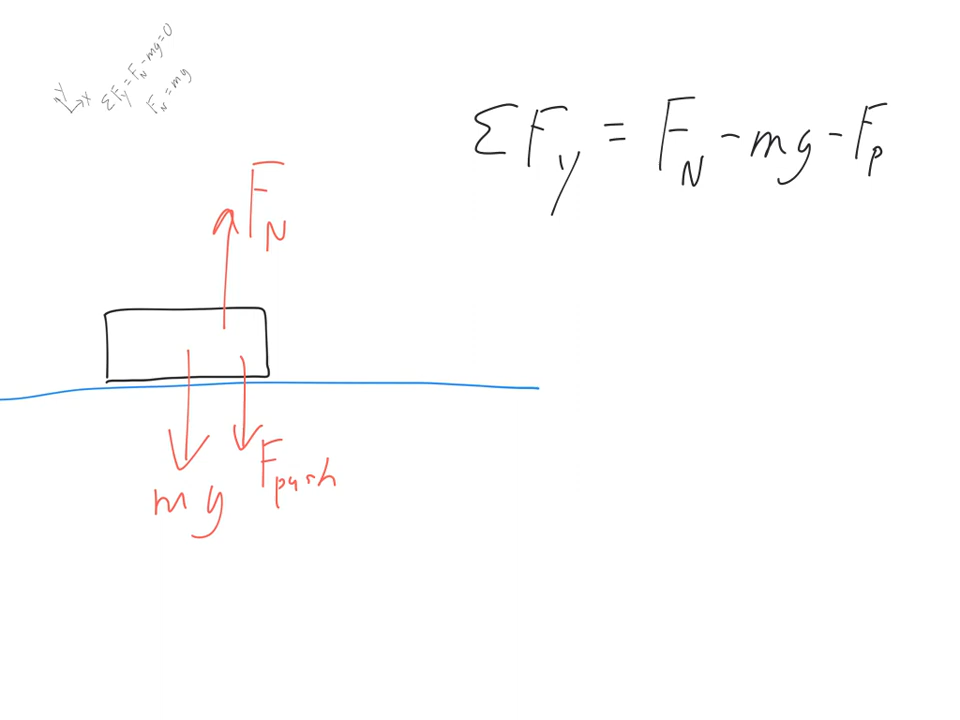 Y
X
ΣF_y = F_N - mg = 0
F_N = mg
ΣF_y = F_N - mg - F_p
F_N
mg
F_push